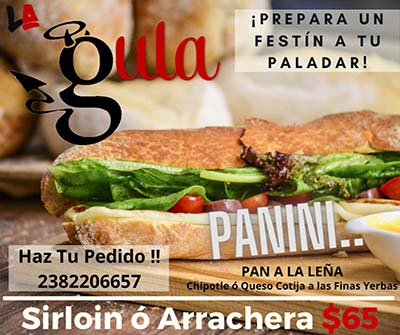 LA
gula
¡PREPARA UN
FESTÍN A TU
PALADAR!
PANINI..
Haz Tu Pedido !!
2382206657
PAN A LA LEÑA
Chipotle ó Queso Cotija a las Finas Yerbas
Sirloin ó Arrachera $65